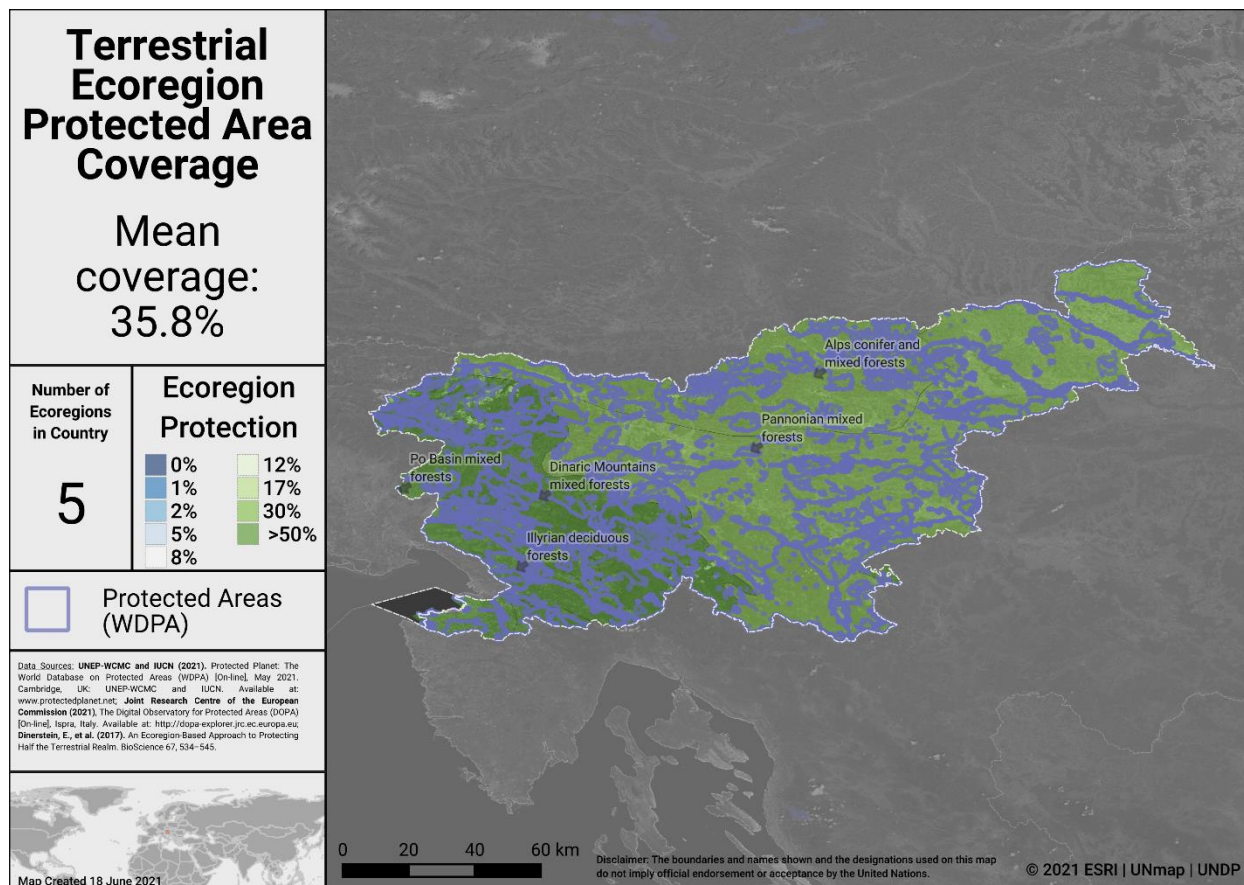 Terrestrial
Ecoregion
Protected Area
Coverage
Mean
coverage:
35.8%
Number of
Ecoregions
in Country
5
Ecoregion
Protection
0%
1%
2%
5%
8%
12%
17%
30%
>50%
Protected Areas
(WDPA)
Data Sources: UNEP-WCMC and IUCN (2021). Protected Planet: The
World Database on Protected Areas (WDPA) [On-line], May 2021.
Cambridge, UK: UNEP-WCMC and IUCN. Available at:
www.protectedplanet.net; Joint Research Centre of the European
Commission (2021), The Digital Observatory for Protected Areas (DOPA)
[On-line], Ispra, Italy. Available at: http://dopa-explorer.jrc.ec.europa.eu;
Dinerstein, E., et al. (2017). An Ecoregion-Based Approach to Protecting
Half the Terrestrial Realm. BioScience 67, 534–545.
Map Created 18 June 2021
Alps conifer and
mixed forests
Pannonian mixed
forests
Po Basin mixed
forests
Dinaric Mountains
mixed forests
Illyrian deciduous
forests
0 20 40 60 km
Disclaimer: The boundaries and names shown and the designations used on this map
do not imply official endorsement or acceptance by the United Nations.
© 2021 ESRI | UNmap | UNDP